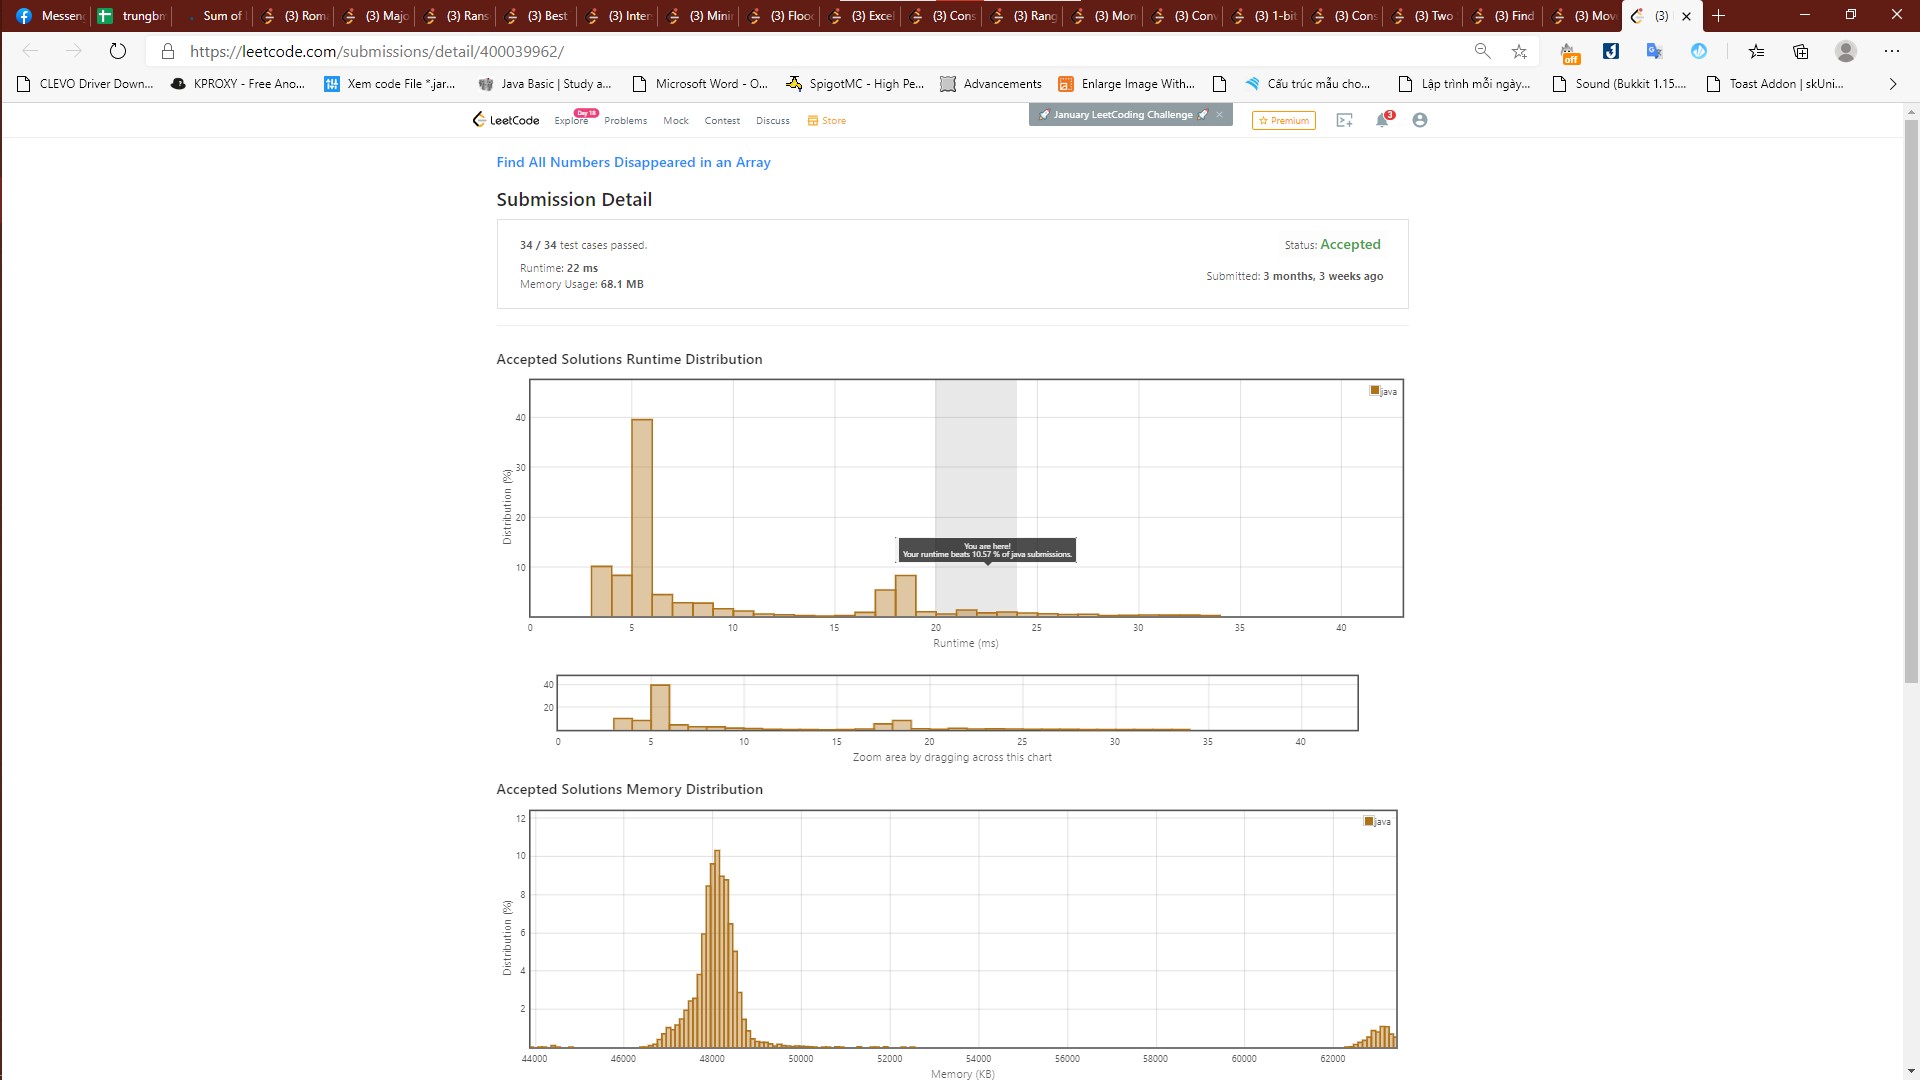 Messen trungbm Sum of (3) Rom (3) Majo (3) Rans (3) Best (3) Inter (3) Mini (3) Floo (3) Excel (3) Cons (3) Rang (3) Mon (3) Conv (3) 1-bit (3) Cons (3) Two (3) Find (3) Mov (3)
https://leetcode.com/submissions/detail/400039962/
off
CLEVO Driver Down... KPROXY - Free Ano... Xem code File *.jar... Java Basic | Study a... Microsoft Word - O... SpigotMC - High Pe... Advancements Enlarge Image With... Cấu trúc mẫu cho... Lập trình mỗi ngày... Sound (Bukkit 1.15.... Toast Addon | skUni...
LeetCode Explore Day 18 Problems Mock Contest Discuss Store January LeetCoding Challenge Premium 3
Find All Numbers Disappeared in an Array
Submission Detail
34 / 34 test cases passed. Status: Accepted
Runtime: 22 ms
Submitted: 3 months, 3 weeks ago
Memory Usage: 68.1 MB
Accepted Solutions Runtime Distribution
java
40
30
20
10
Distribution (%)
You are here!
Your runtime beats 10.57 % of java submissions.
0 5 10 15 20 25 30 35 40
Runtime (ms)
40
20
0 5 10 15 20 25 30 35 40
Zoom area by dragging across this chart
Accepted Solutions Memory Distribution
java
12
10
8
6
4
2
Distribution (%)
44000 46000 48000 50000 52000 54000 56000 58000 60000 62000
Memory (KB)